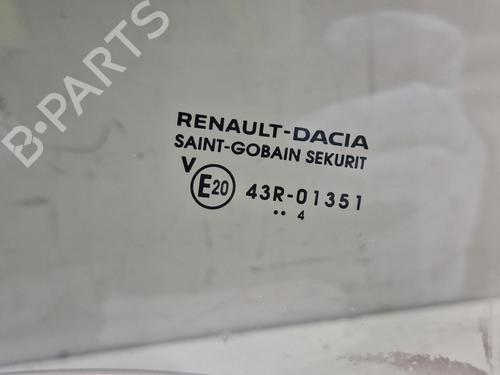 B-PARTS
RENAULT-DACIA
SAINT-GOBAIN SEKURIT
V
E20 43R-01351
.. 4